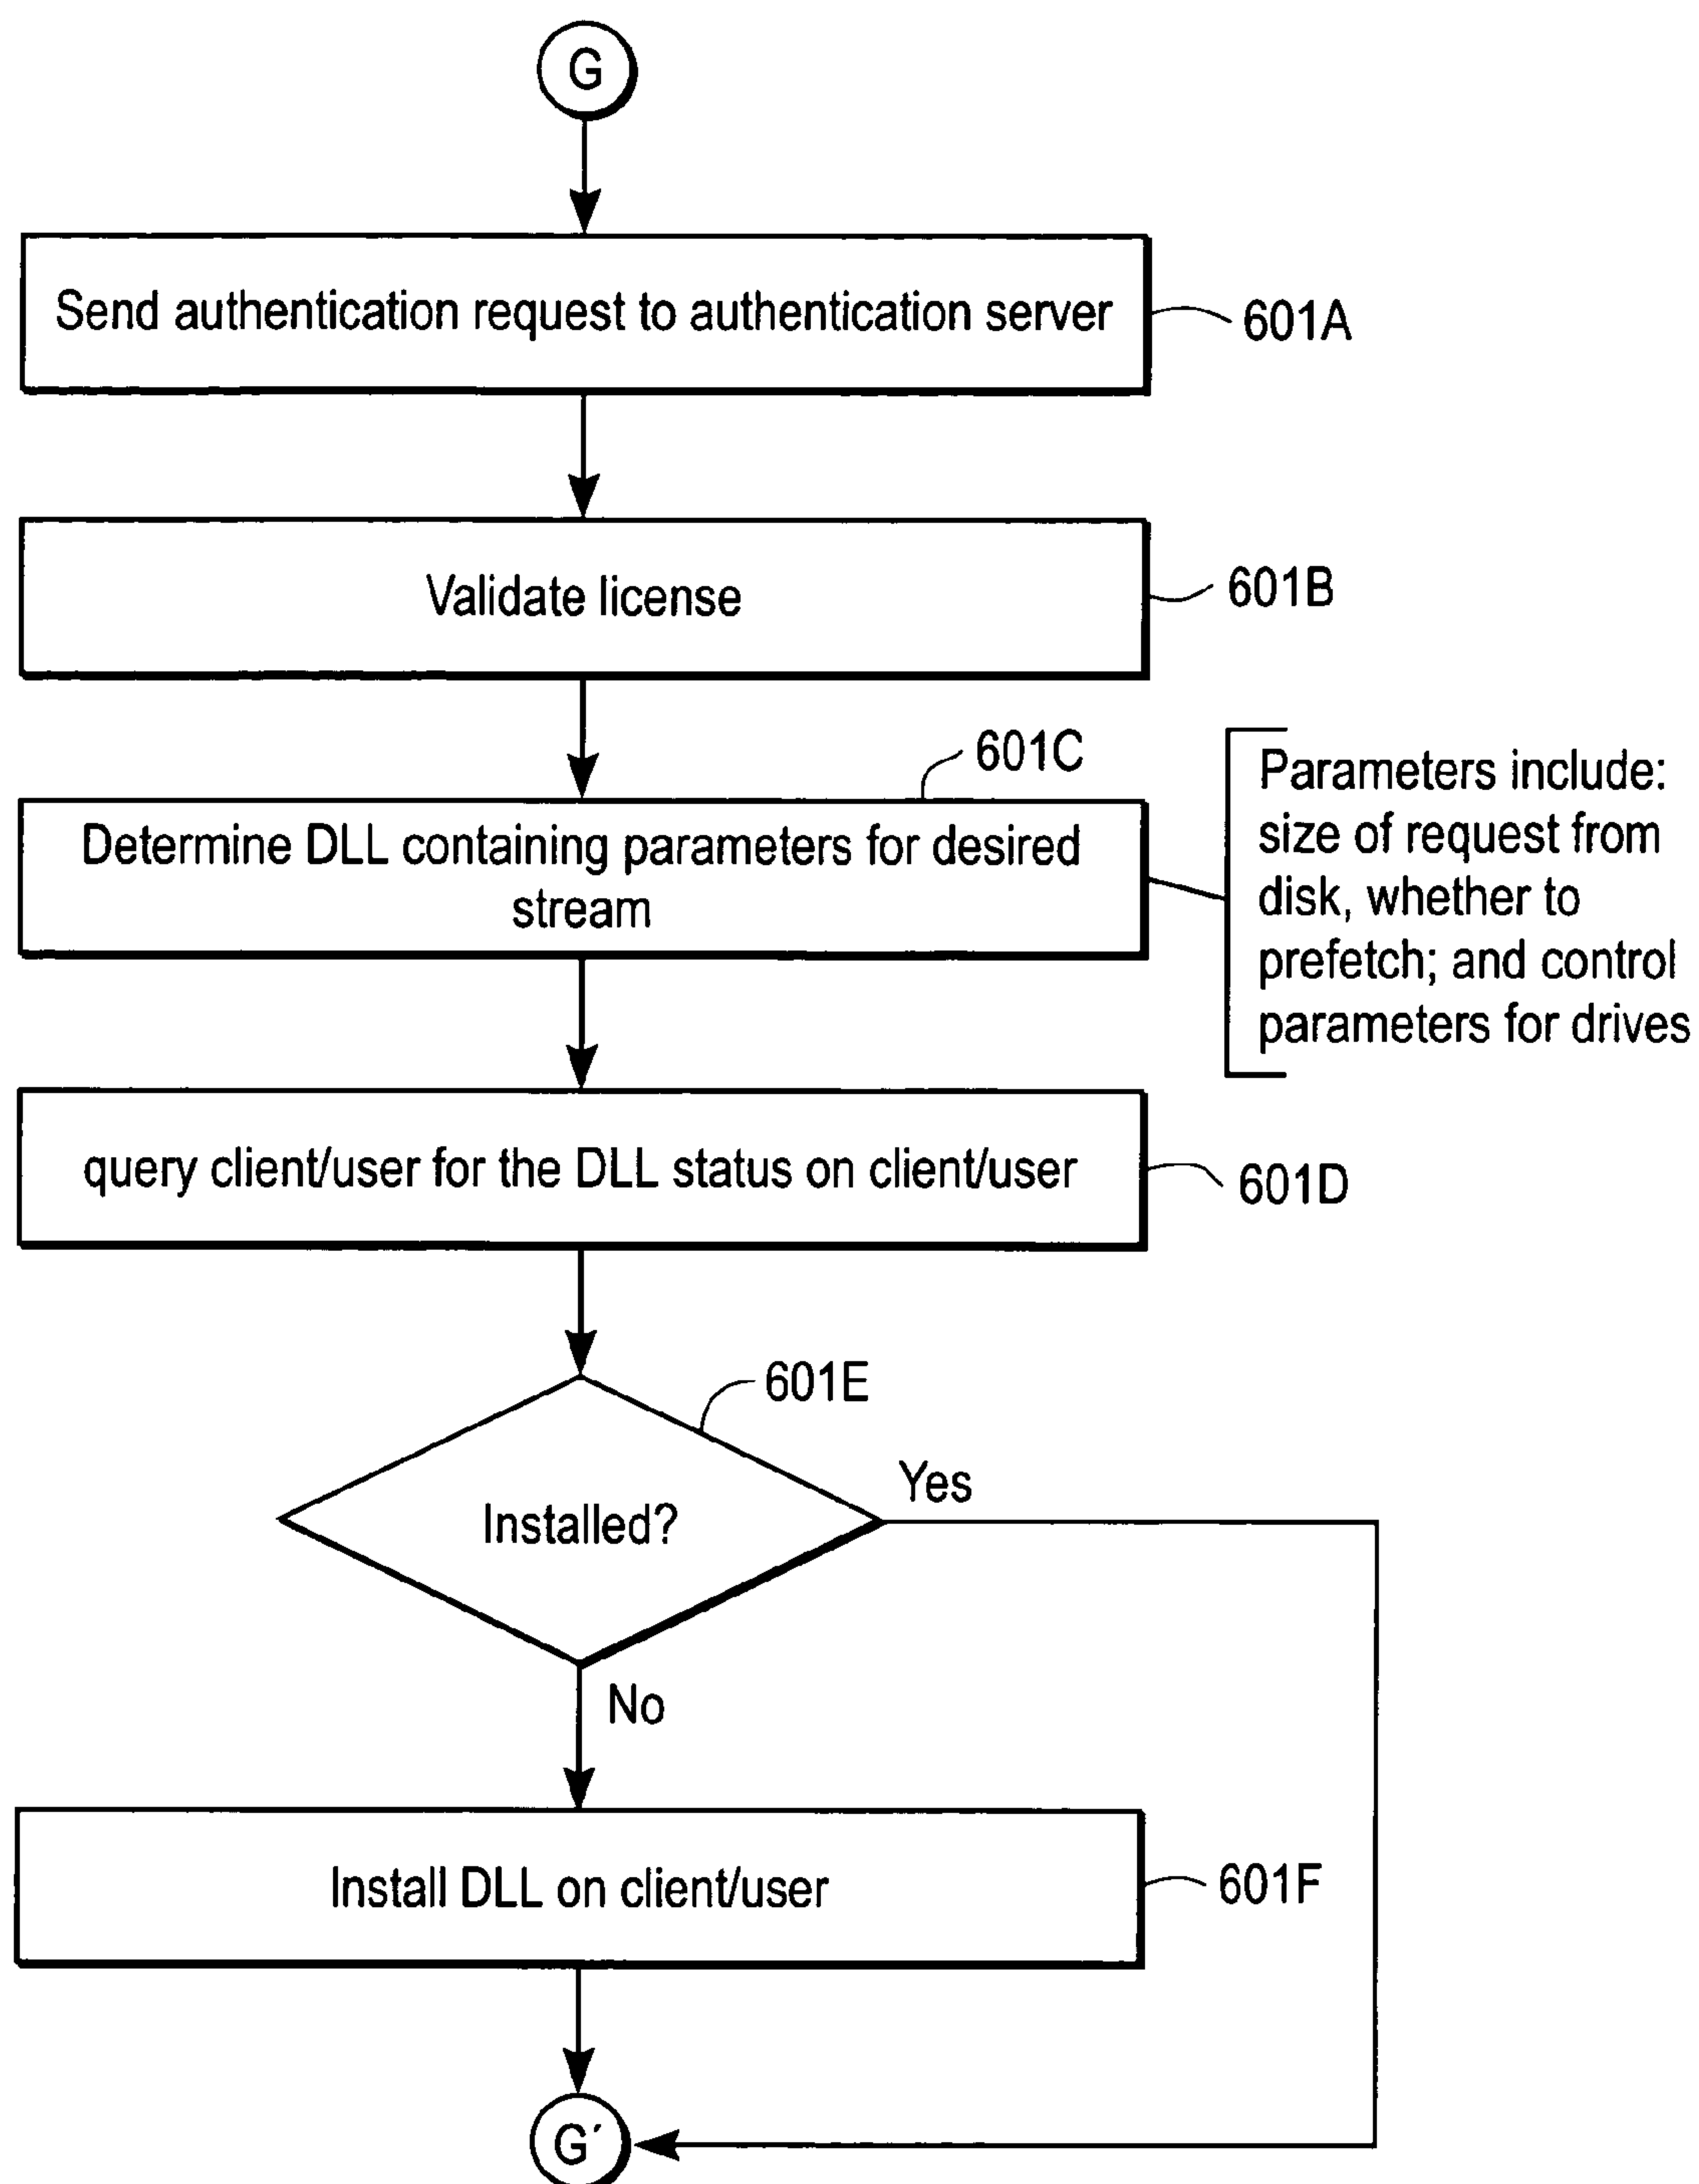 G
Send authentication request to authentication server
601A
Validate license
601B
601C
Determine DLL containing parameters for desired
stream
Parameters include:
size of request from
disk, whether to
prefetch; and control
parameters for drives
query client/user for the DLL status on client/user
601D
601E
Installed?
Yes
No
Install DLL on client/user
601F
G´